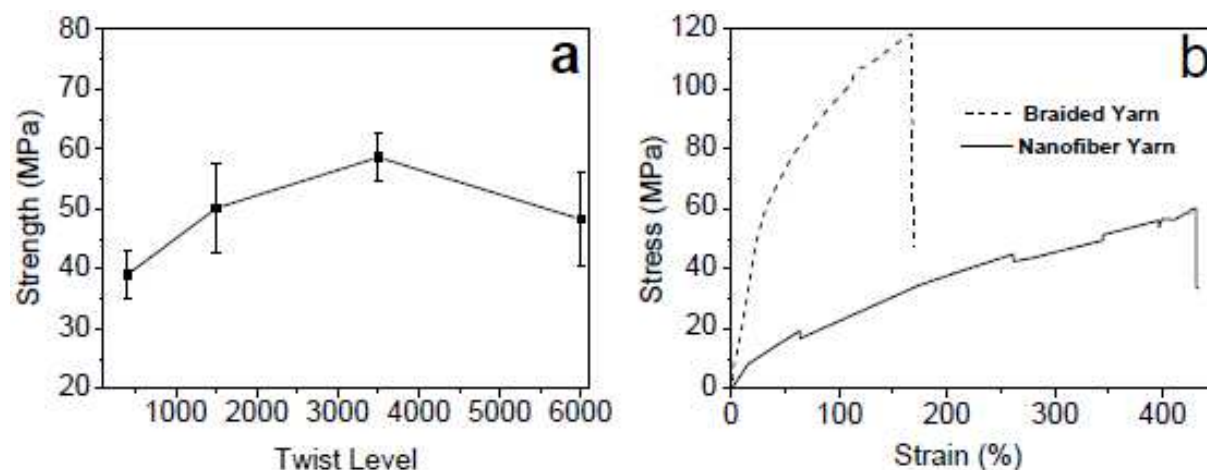 a
80
70
60
50
40
30
20
Strength (MPa)
1000 2000 3000 4000 5000 6000
Twist Level
b
120
100
80
60
40
20
0
Stress (MPa)
Braided Yarn
Nanofiber Yarn
0 100 200 300 400
Strain (%)